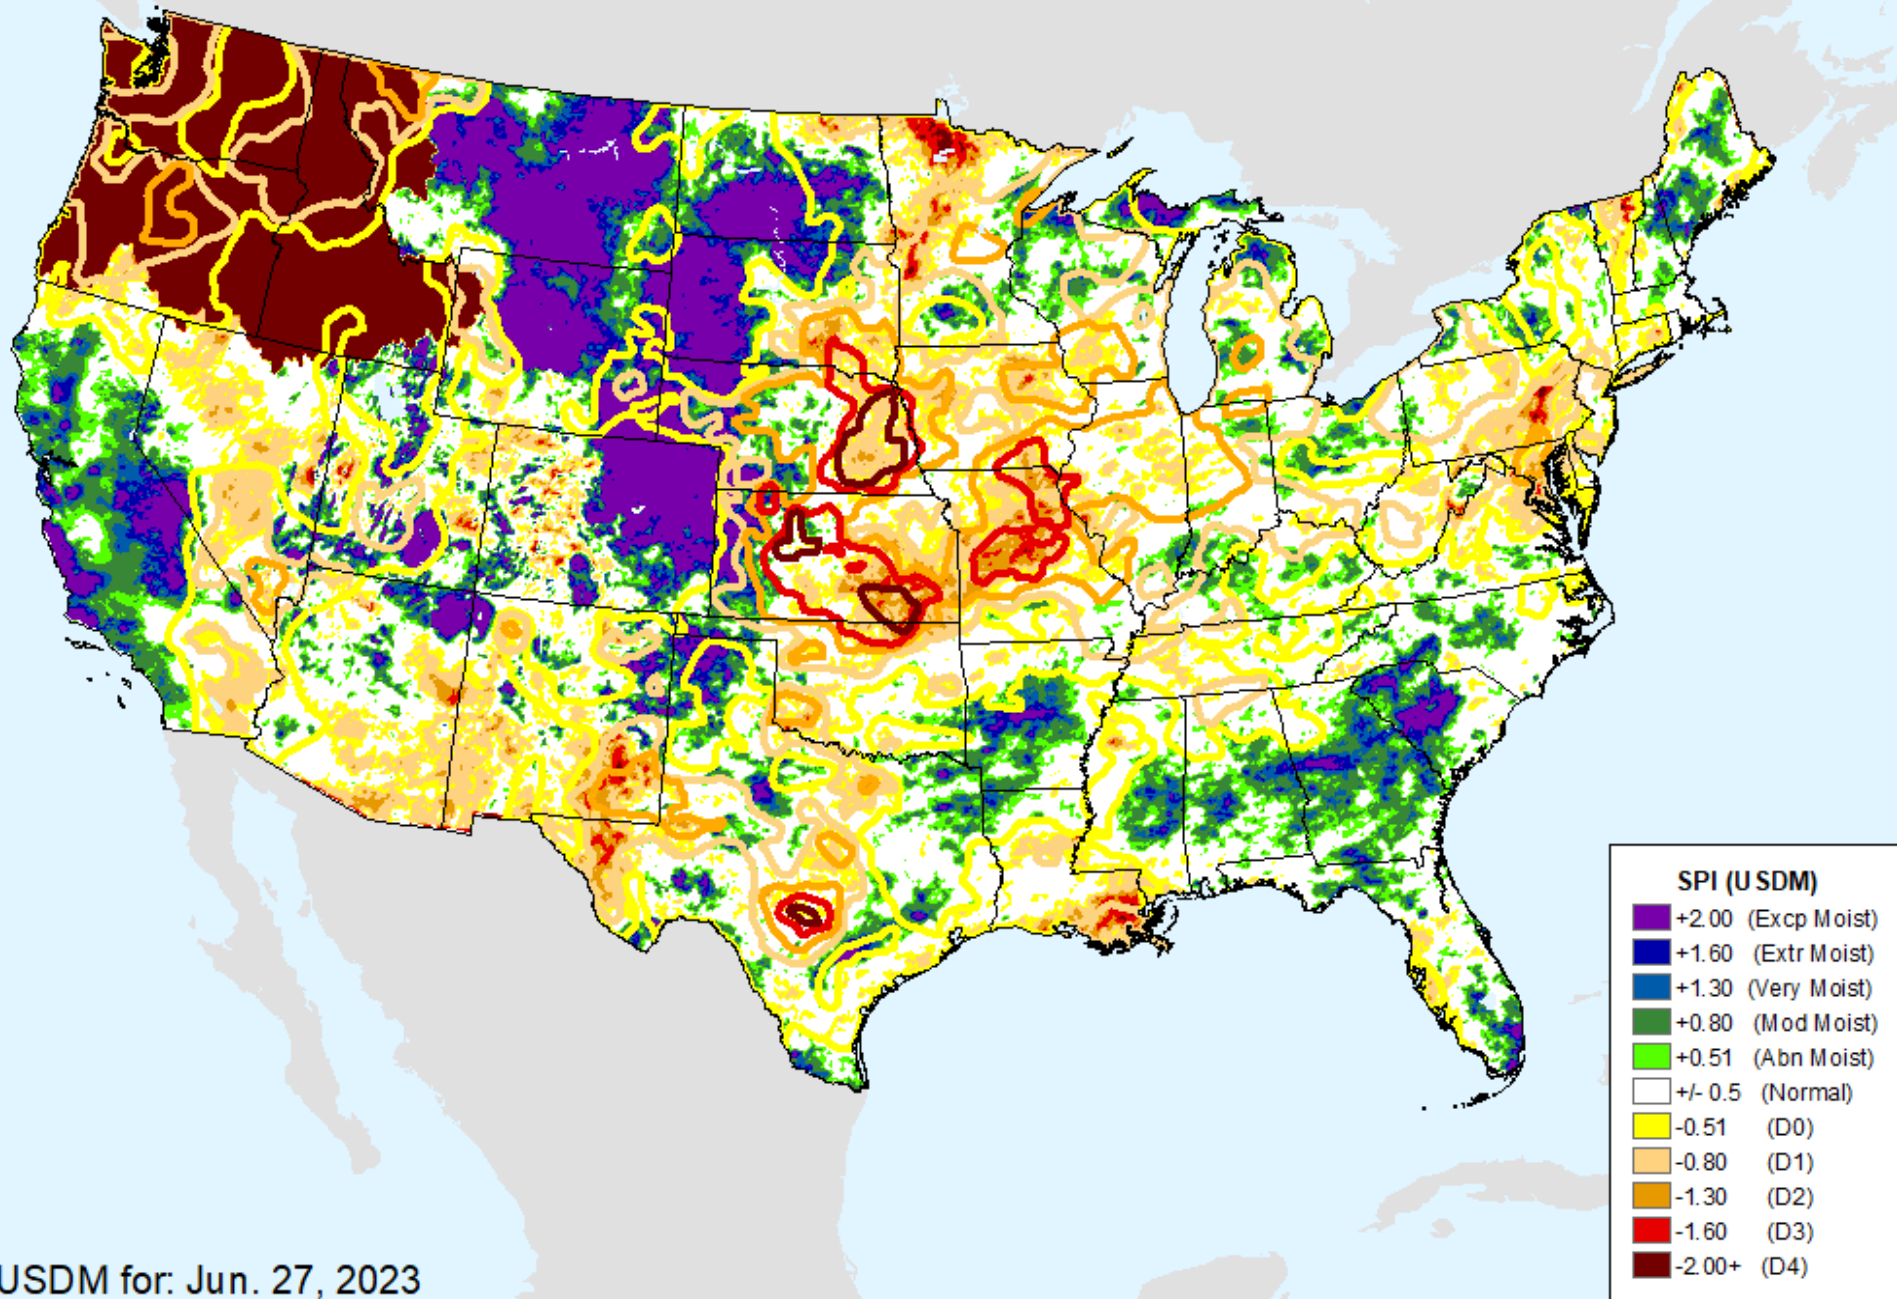 SPI (USDM)
+2.00 (Excp Moist)
+1.60 (Extr Moist)
+1.30 (Very Moist)
+0.80 (Mod Moist)
+0.51 (Abn Moist)
+/- 0.5 (Normal)
-0.51 (D0)
-0.80 (D1)
-1.30 (D2)
-1.60 (D3)
-2.00+ (D4)
USDM for: Jun. 27, 2023